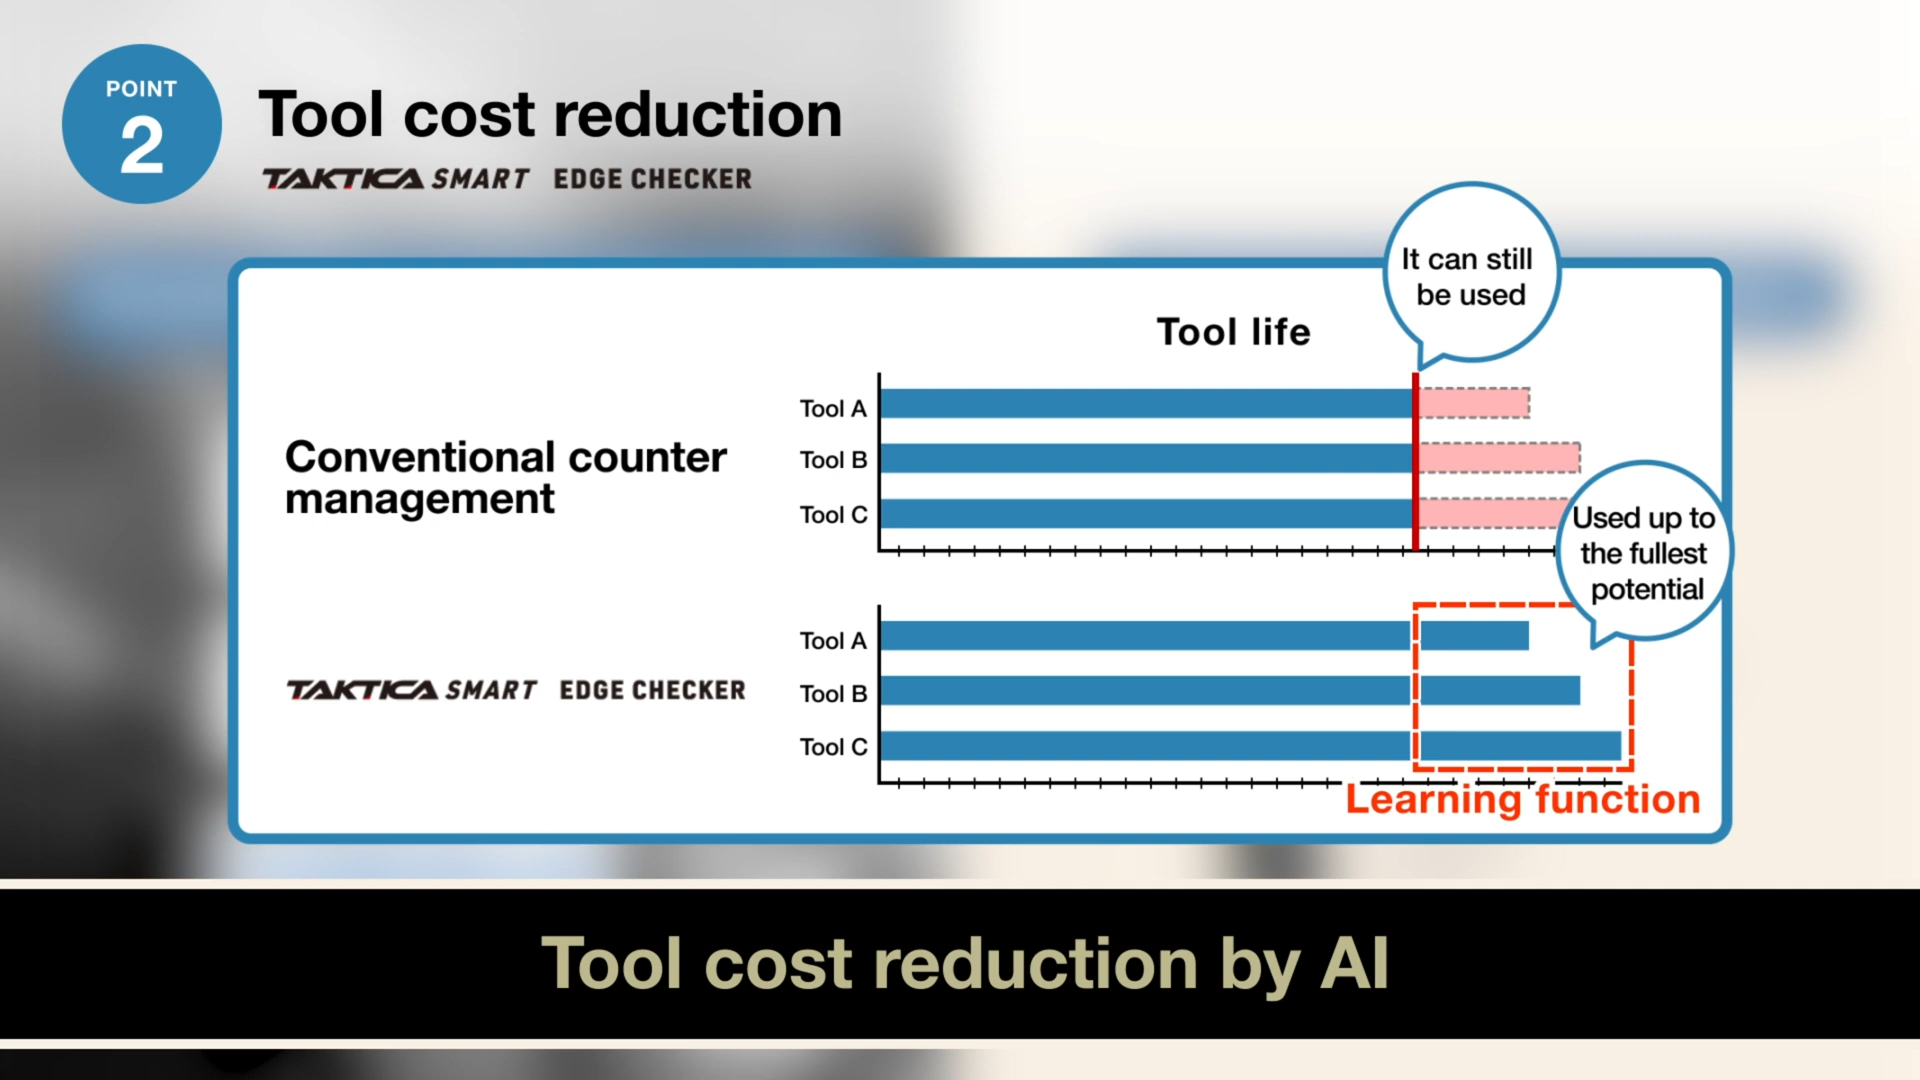 POINT
2
Tool cost reduction
TAKTICA SMART EDGE CHECKER
It can still
be used
Tool life
Tool A
Tool B
Tool C
Conventional counter
management
Used up to
the fullest
potential
Tool A
Tool B
Tool C
TAKTICA SMART EDGE CHECKER
Learning function
Tool cost reduction by AI